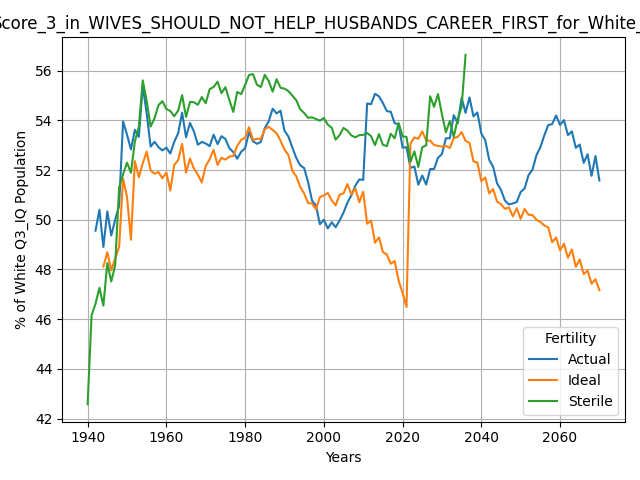 Score_3_in_WIVES_SHOULD_NOT_HELP_HUSBANDS_CAREER_FIRST_for_White_
% of White Q3_IQ Population
56
54
52
50
48
46
44
42
1940
1960
1980
2000
2020
2040
2060
Years
Fertility
Actual
Ideal
Sterile